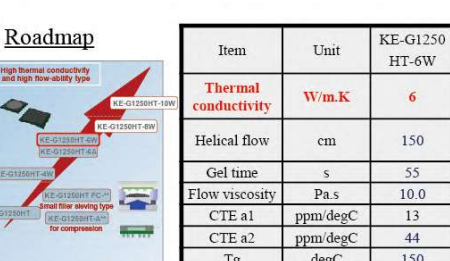 Roadmap
High thermal conductivity
and high flow-ability type
KE-G1250HT-10W
KE-G1250HT-8W
KE-G1250HT-6W
KE-G1250HT-6A
KE-G1250HT-4W
KE-G1250HT FC-**
Small filler sieving type
G1250HT
KE-G1250HT-A**
for compression
Item Unit KE-G1250
HT-6W
Thermal
conductivity W/m.K 6
Helical flow cm 150
Gel time s 55
Flow viscosity Pa.s 10.0
CTE a1 ppm/degC 13
CTE a2 ppm/degC 44
Tg degC 150